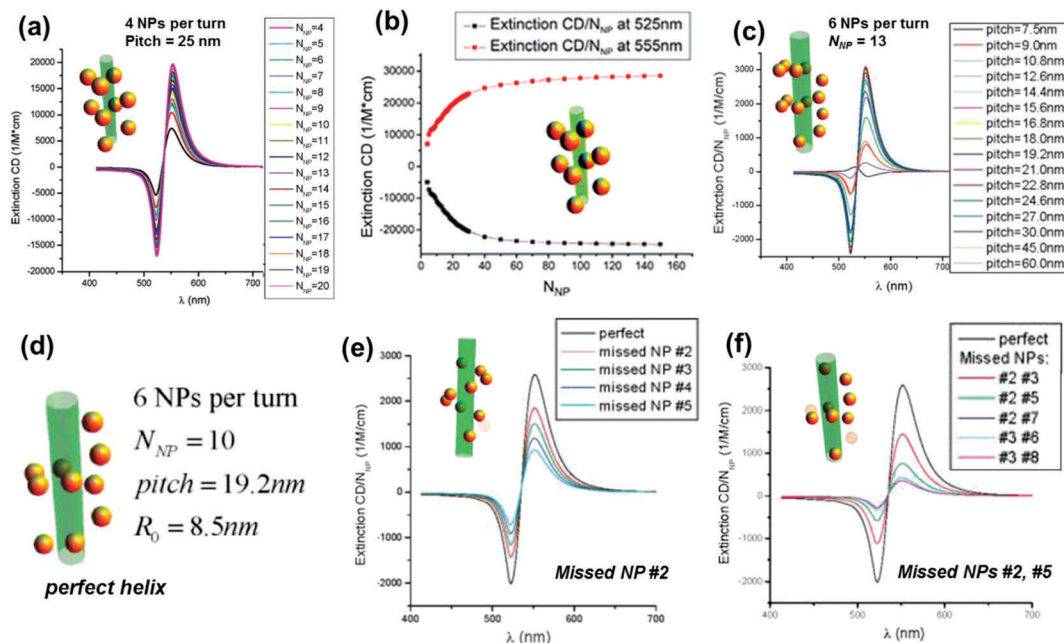 (a)
4 NPs per turn
Pitch = 25 nm
Extinction CD (1/M*cm)
20000
15000
10000
5000
0
-5000
-10000
-15000
-20000
400
500
600
700
λ (nm)
N_NP=4
N_NP=5
N_NP=6
N_NP=7
N_NP=8
N_NP=9
N_NP=10
N_NP=11
N_NP=12
N_NP=13
N_NP=14
N_NP=15
N_NP=16
N_NP=17
N_NP=18
N_NP=19
N_NP=20
(b)
Extinction CD/N_NP at 525nm
Extinction CD/N_NP at 555nm
Extinction CD (1/M*cm)
30000
20000
10000
0
-10000
-20000
-30000
0
20
40
60
80
100
120
140
160
N_NP
(c)
6 NPs per turn
N_NP = 13
Extinction CD/N_NP (1/M/cm)
3000
2000
1000
0
-1000
-2000
400
500
600
700
λ (nm)
pitch=7.5nm
pitch=9.0nm
pitch=10.8nm
pitch=12.6nm
pitch=14.4nm
pitch=15.6nm
pitch=16.8nm
pitch=18.0nm
pitch=19.2nm
pitch=21.0nm
pitch=22.8nm
pitch=24.6nm
pitch=27.0nm
pitch=30.0nm
pitch=45.0nm
pitch=60.0nm
(d)
6 NPs per turn
N_NP = 10
pitch = 19.2nm
R_0 = 8.5nm
perfect helix
(e)
Extinction CD/N_NP (1/M/cm)
3000
2500
2000
1500
1000
500
0
-500
-1000
-1500
-2000
-2500
400
500
600
700
λ (nm)
perfect
missed NP #2
missed NP #3
missed NP #4
missed NP #5
Missed NP #2
(f)
Extinction CD/N_NP (1/M/cm)
3000
2000
1000
0
-1000
-2000
400
500
600
700
λ (nm)
perfect
Missed NPs:
#2 #3
#2 #5
#2 #7
#3 #6
#3 #8
Missed NPs #2, #5